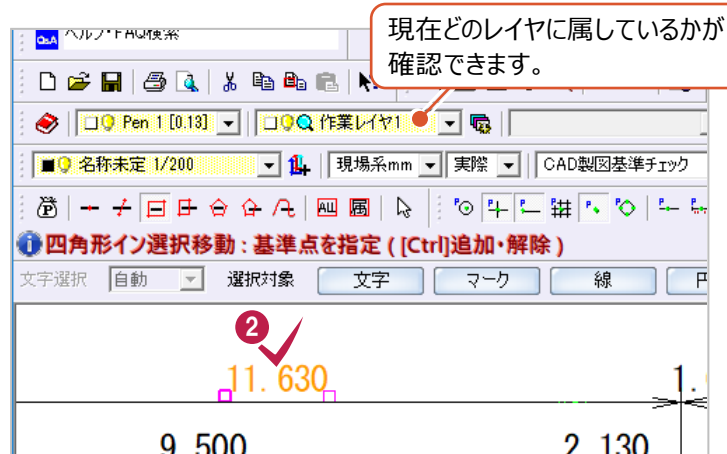 現在どのレイヤに属しているかが
確認できます。
Q&A ヘルプ・FAQ検索
Pen 1 [0.13] 作業レイヤ1
名称未定 1/200 現場系mm 実際 CAD製図基準チェック
ALL 属
四角形イン選択移動 : 基準点を指定 ( [Ctrl]追加・解除 )
文字選択 自動 選択対象 文字 マーク 線
2
11.630 1.
9.500 2.130